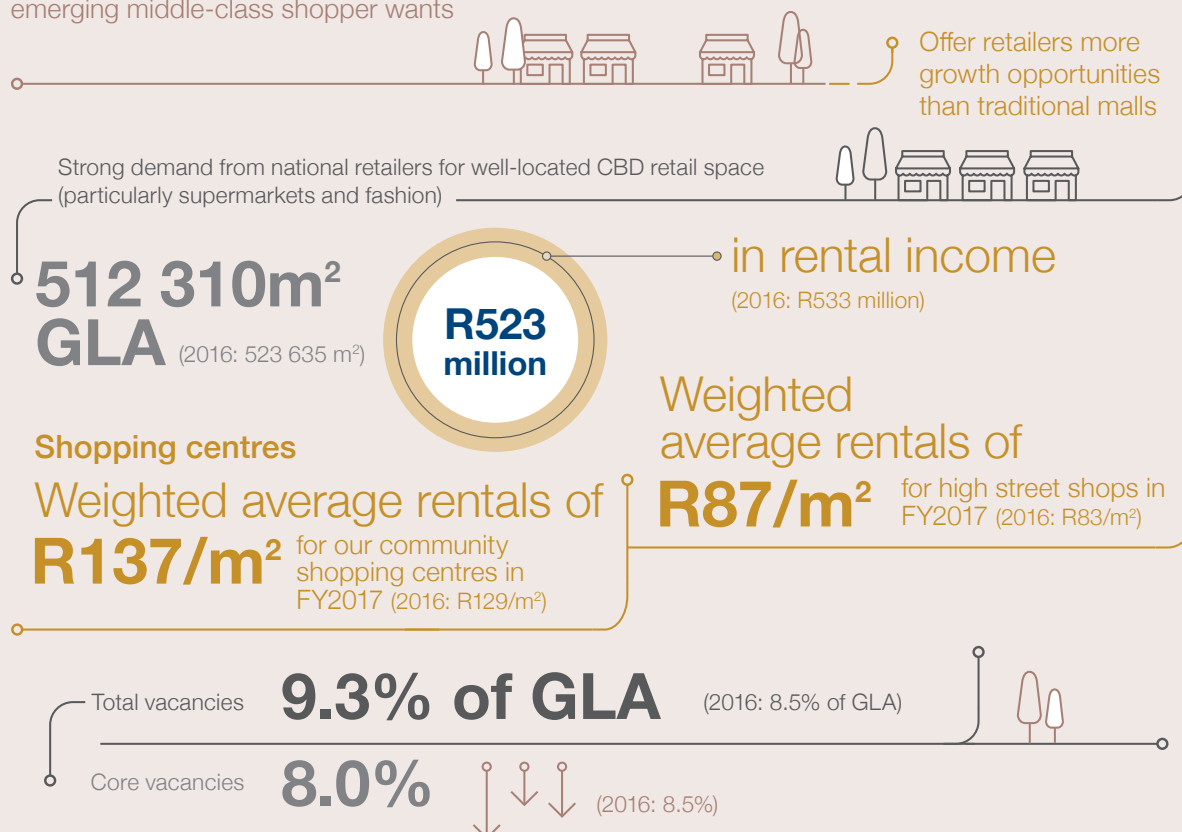 emerging middle-class shopper wants
Offer retailers more
growth opportunities
than traditional malls
Strong demand from national retailers for well-located CBD retail space
(particularly supermarkets and fashion)
512 310m²
GLA (2016: 523 635 m²)
R523
million
in rental income
(2016: R533 million)
Shopping centres
Weighted average rentals of
R137/m² for our community
shopping centres in
FY2017 (2016: R129/m²)
Weighted
average rentals of
R87/m² for high street shops in
FY2017 (2016: R83/m²)
Total vacancies 9.3% of GLA (2016: 8.5% of GLA)
Core vacancies 8.0% (2016: 8.5%)